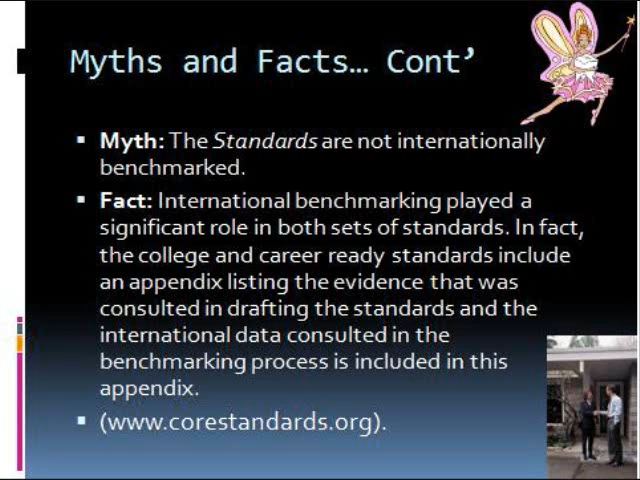 Myths and Facts… Cont’
Myth: The Standards are not internationally
benchmarked.
Fact: International benchmarking played a
significant role in both sets of standards. In fact,
the college and career ready standards include
an appendix listing the evidence that was
consulted in drafting the standards and the
international data consulted in the
benchmarking process is included in this
appendix.
(www.corestandards.org).